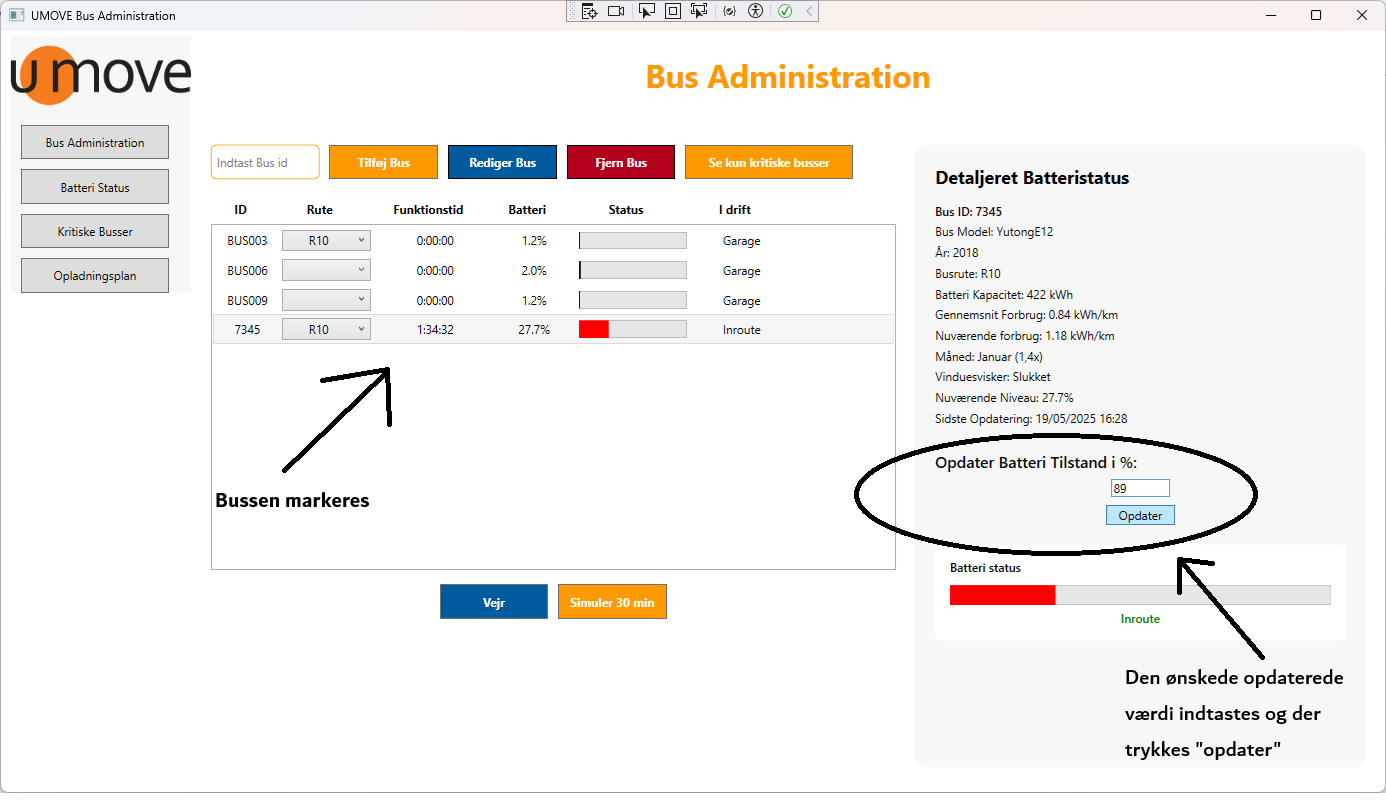 UMOVE Bus Administration
umove
Bus Administration
Bus Administration
Batteri Status
Kritiske Busser
Opladningsplan
Indtast Bus id
Tilføj Bus
Rediger Bus
Fjern Bus
Se kun kritiske busser
ID Rute Funktionstid Batteri Status I drift
BUS003 R10 0:00:00 1.2% Garage
BUS006 0:00:00 2.0% Garage
BUS009 0:00:00 1.2% Garage
7345 R10 1:34:32 27.7% Inroute
Bussen markeres
Vejr
Simuler 30 min
Detaljeret Batteristatus
Bus ID: 7345
Bus Model: YutongE12
År: 2018
Busrute: R10
Batteri Kapacitet: 422 kWh
Gennemsnit Forbrug: 0.84 kWh/km
Nuværende forbrug: 1.18 kWh/km
Måned: Januar (1,4x)
Vinduesvisker: Slukket
Nuværende Niveau: 27.7%
Sidste Opdatering: 19/05/2025 16:28
Opdater Batteri Tilstand i %:
89
Opdater
Batteri status
Inroute
Den ønskede opdaterede
værdi indtastes og der
trykkes "opdater"